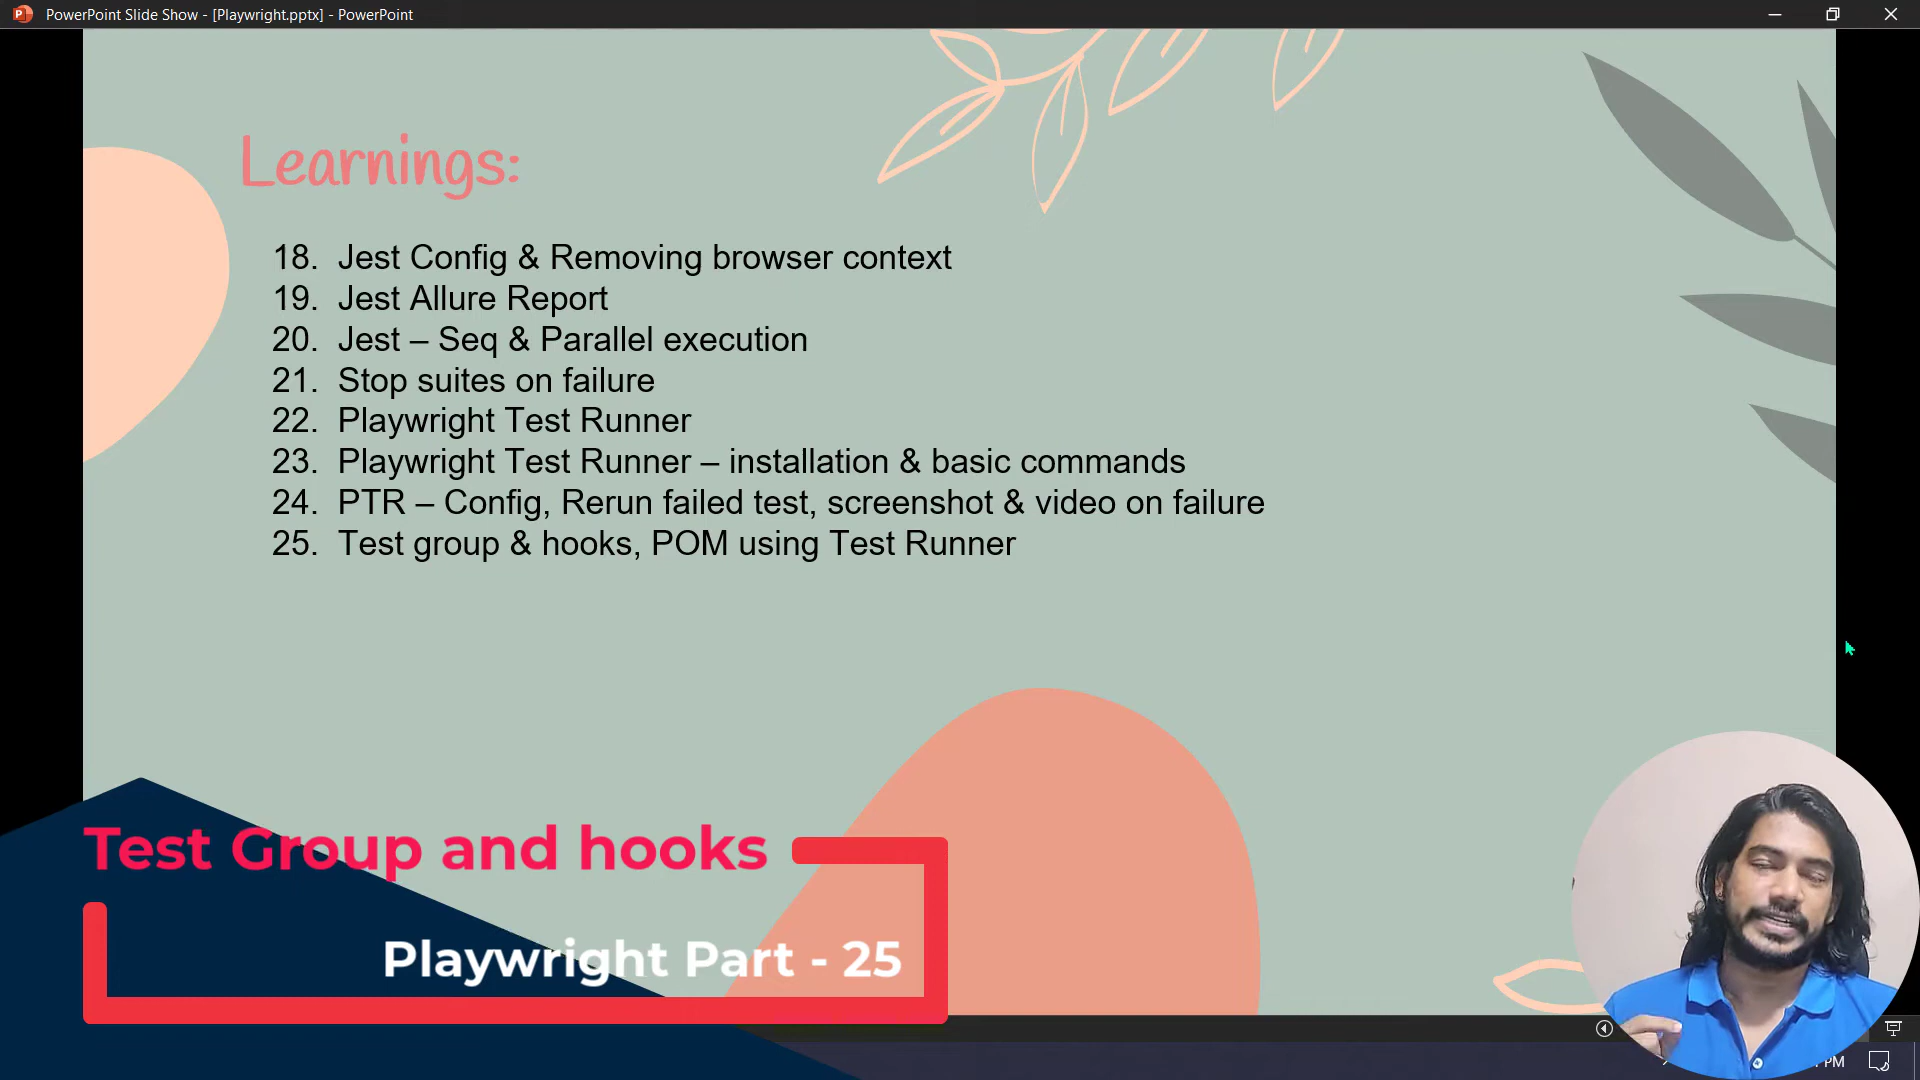 PowerPoint Slide Show - [Playwright.pptx] - PowerPoint
Learnings:
18. Jest Config & Removing browser context
19. Jest Allure Report
20. Jest – Seq & Parallel execution
21. Stop suites on failure
22. Playwright Test Runner
23. Playwright Test Runner – installation & basic commands
24. PTR – Config, Rerun failed test, screenshot & video on failure
25. Test group & hooks, POM using Test Runner
Test Group and hooks
Playwright Part - 25
PM